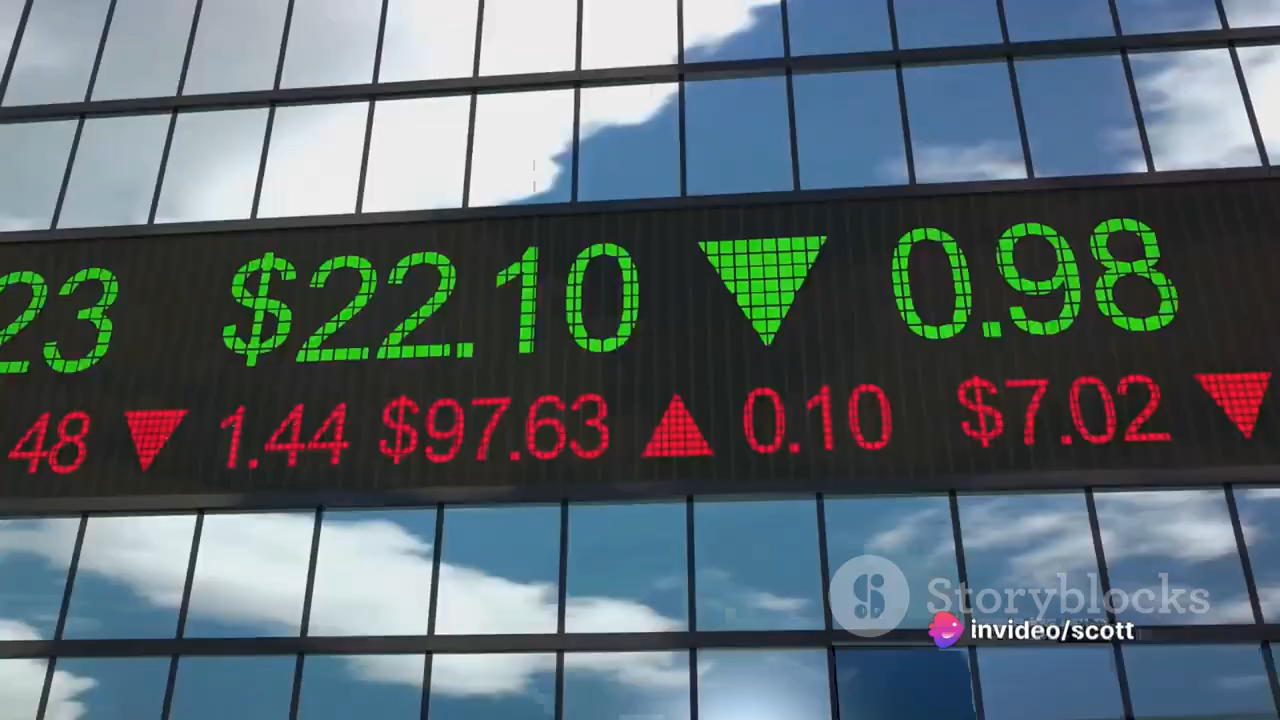 23 $22.10 ▼ 0.98
48 ▼ 1.44 $97.63 ▲ 0.10 $7.02 ▼
Storyblocks
invideo/scott